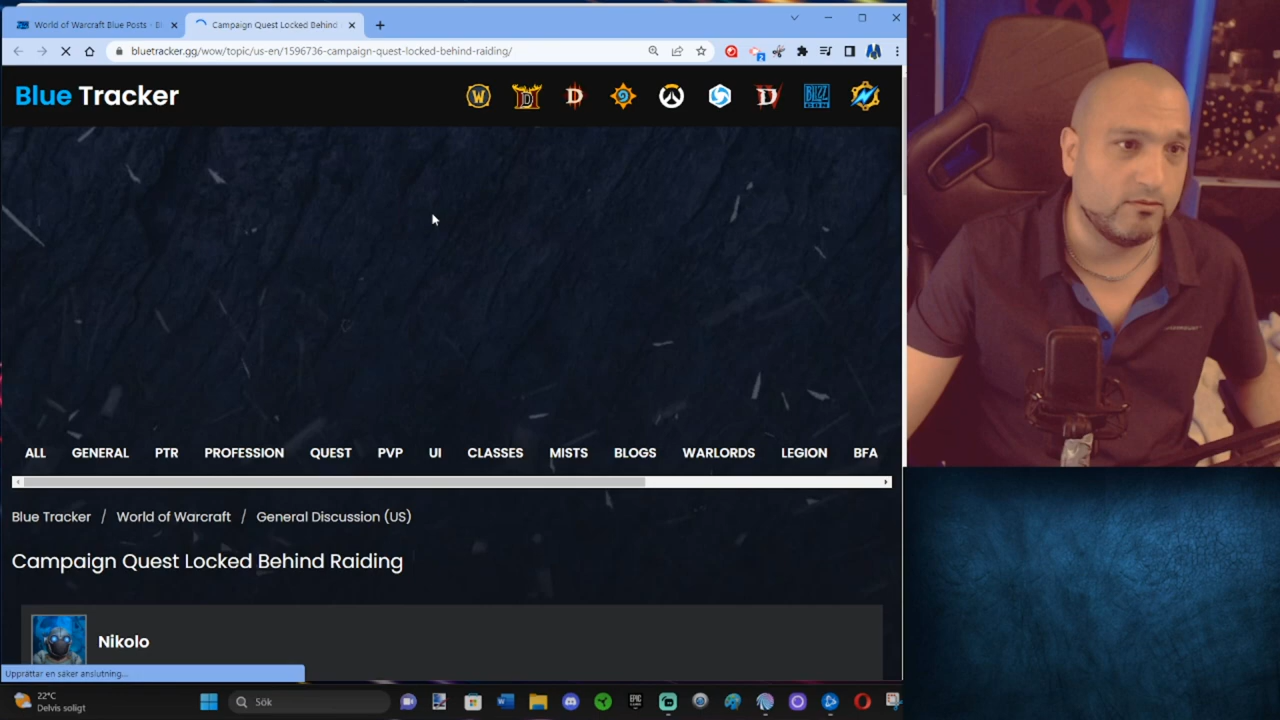 World of Warcraft Blue Posts
Campaign Quest Locked Behind
bluetracker.gg/wow/topic/us-en/1596736-campaign-quest-locked-behind-raiding/
Blue Tracker
ALL GENERAL PTR PROFESSION QUEST PVP UI CLASSES MISTS BLOGS WARLORDS LEGION BFA
Blue Tracker / World of Warcraft / General Discussion (US)
Campaign Quest Locked Behind Raiding
Nikolo
Upprättar en säker anslutning...
22°C
Delvis soligt
Sök